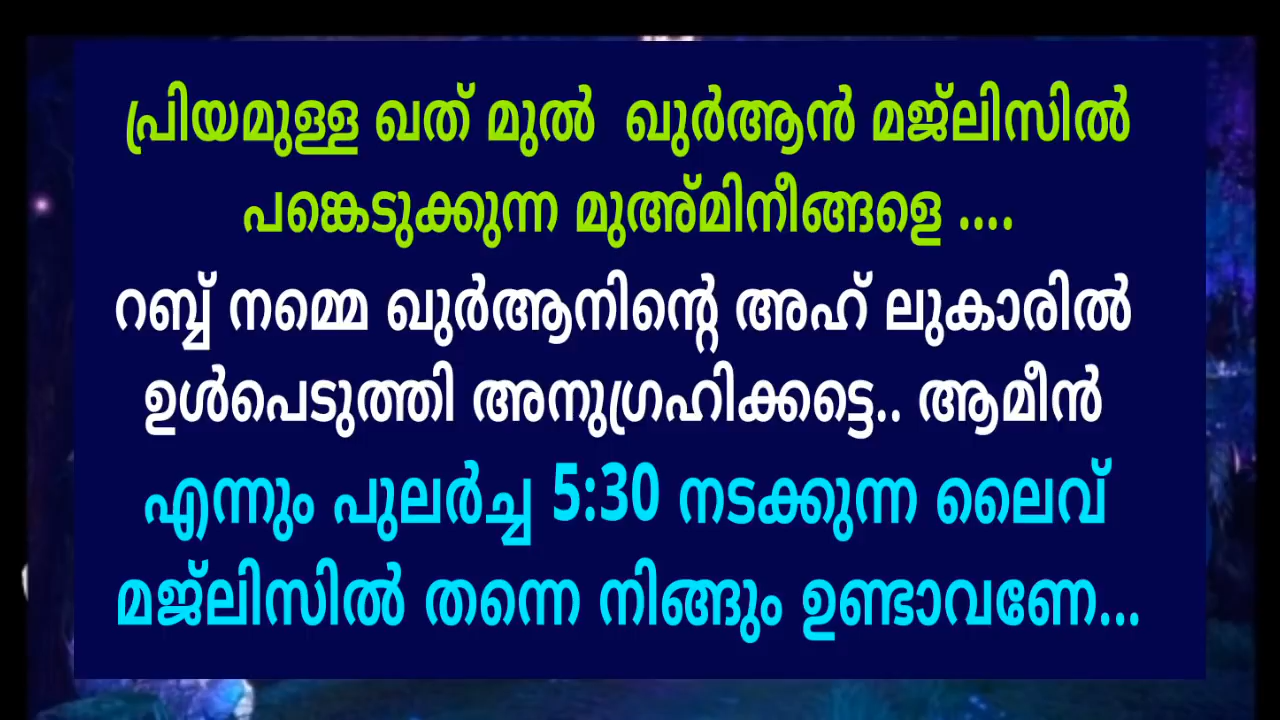 പ്രിയമുള്ള ഖത് മുൽ ഖുർആൻ മജ്ലിസിൽ
പങ്കെടുക്കുന്ന മുഅ്മിനീങ്ങളെ ....
റബ്ബ് നമ്മെ ഖുർആനിന്റെ അഹ് ലുകാരിൽ
ഉൾപെടുത്തി അനുഗ്രഹിക്കട്ടെ.. ആമീൻ
എന്നും പുലർച്ച 5:30 നടക്കുന്ന ലൈവ്
മജ്ലിസിൽ തന്നെ നിങ്ങും ഉണ്ടാവണേ...